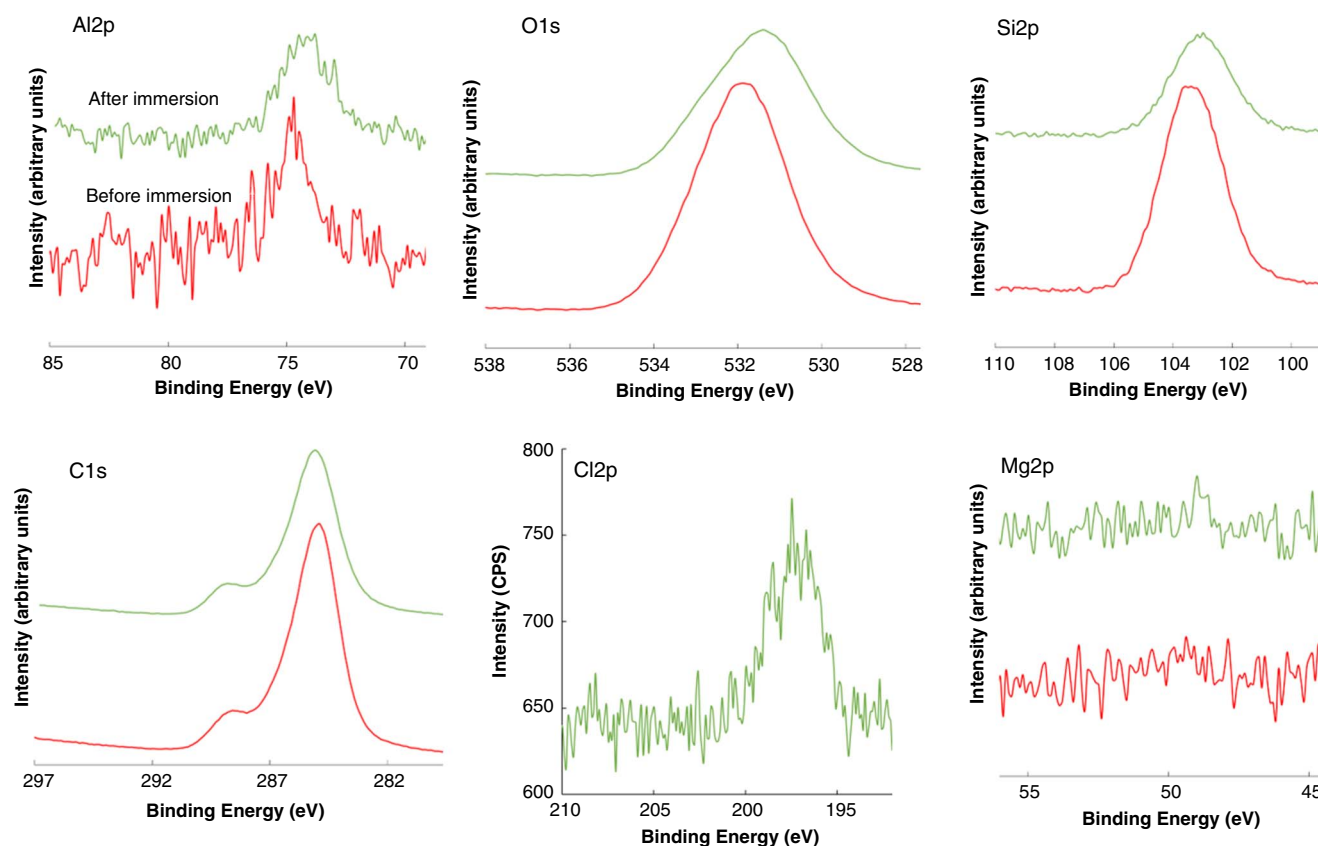 Al2p
After immersion
Before immersion
Intensity (arbitrary units)
85 80 75 70
Binding Energy (eV)
O1s
Intensity (arbitrary units)
538 536 534 532 530 528
Binding Energy (eV)
Si2p
Intensity (arbitrary units)
110 108 106 104 102 100
Binding Energy (eV)
C1s
Intensity (arbitrary units)
297 292 287 282
Binding Energy (eV)
Cl2p
Intensity (CPS)
800
750
700
650
600
210 205 200 195
Binding Energy (eV)
Mg2p
Intensity (arbitrary units)
55 50 45
Binding Energy (eV)